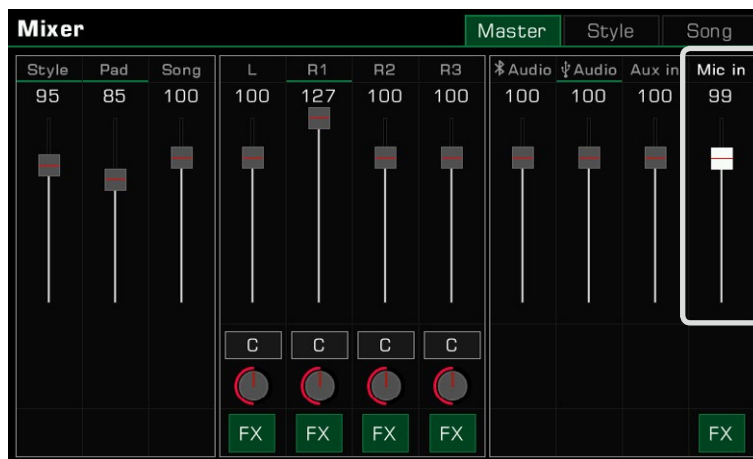 Mixer Master Style Song
Style Pad Song L R1 R2 R3 Audio Audio Aux in Mic in
95 85 100 100 127 100 100 100 100 100 99
C C C C
FX FX FX FX FX